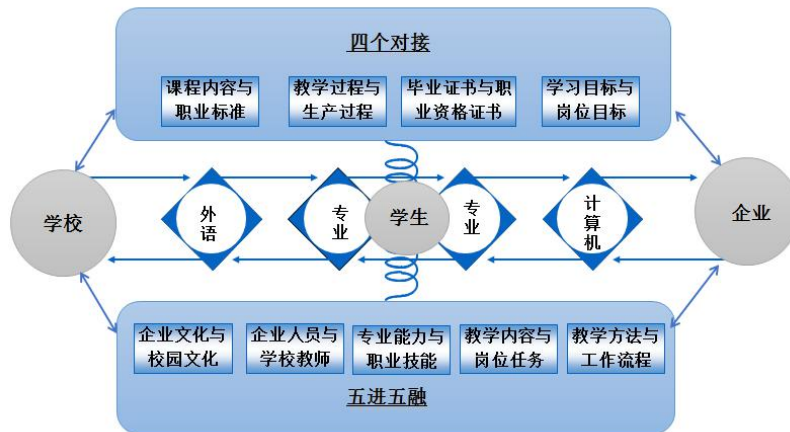 四个对接
课程内容与
职业标准
教学过程与
生产过程
毕业证书与职
业资格证书
学习目标与
岗位目标
学校
外语
专业
学生
专业
计算机
企业
企业文化与
校园文化
企业人员与
学校教师
专业能力与
职业技能
教学内容与
岗位任务
教学方法与
工作流程
五进五融